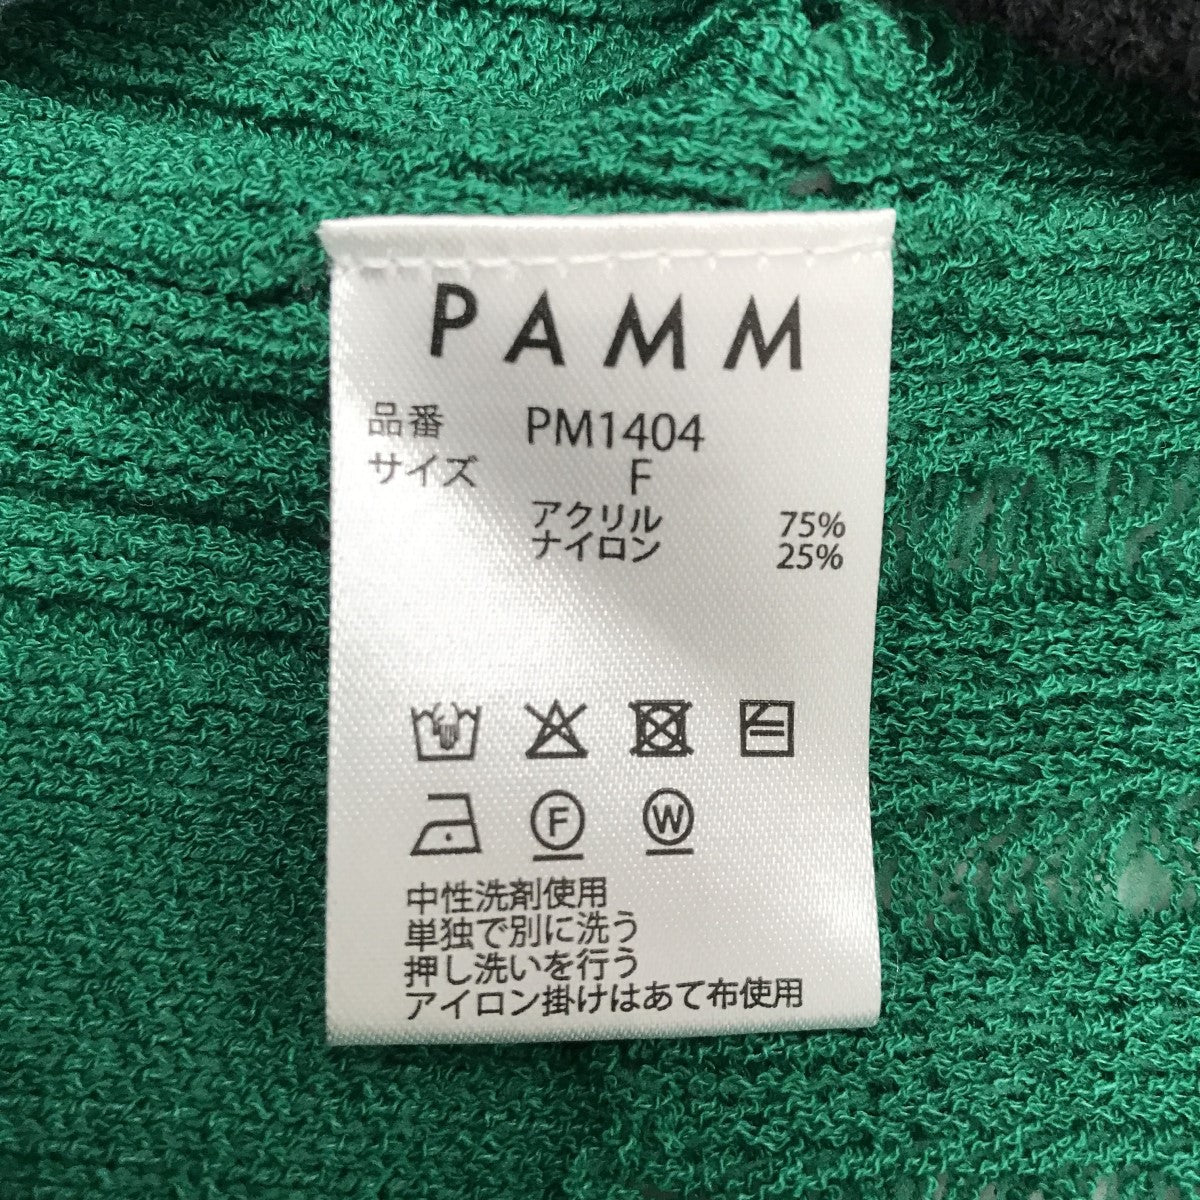 PAMM
品番 PM1404
サイズ F
アクリル 75%
ナイロン 25%
F W
中性洗剤使用
単独で別に洗う
押し洗いを行う
アイロン掛けはあて布使用